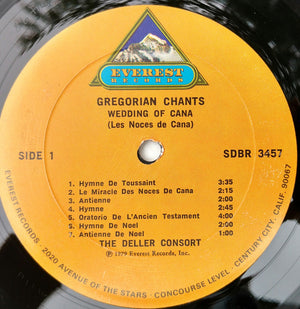 EVEREST
RECORDS
GREGORIAN CHANTS
WEDDING OF CANA
(Les Noces de Cana)
SIDE 1
SDBR 3457
1. Hymne De Toussaint 3:35
2. Le Miracle Des Noces De Cana 5:15
3. Antienne 2:00
4. Hymne 2:45
5. Oratorio De L'Ancien Testament 4:00
6. Hymne De Noel 3:00
7. Antienne De Noel 1:00
THE DELLER CONSORT
Ⓟ 1979 Everest Records, Inc.
EVEREST RECORDS - 2020 AVENUE OF THE STARS - CONCOURSE LEVEL - CENTURY CITY, CALIF. 90067